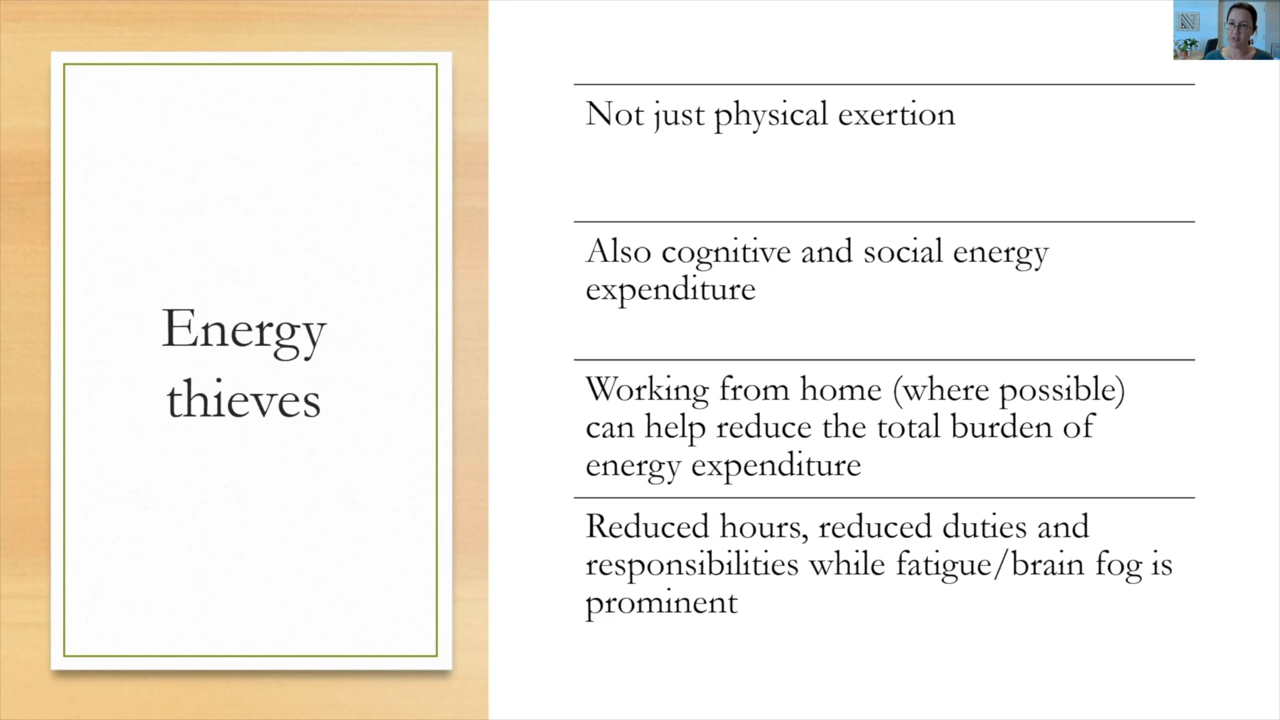 Energy
thieves
Not just physical exertion
Also cognitive and social energy
expenditure
Working from home (where possible)
can help reduce the total burden of
energy expenditure
Reduced hours, reduced duties and
responsibilities while fatigue/brain fog is
prominent